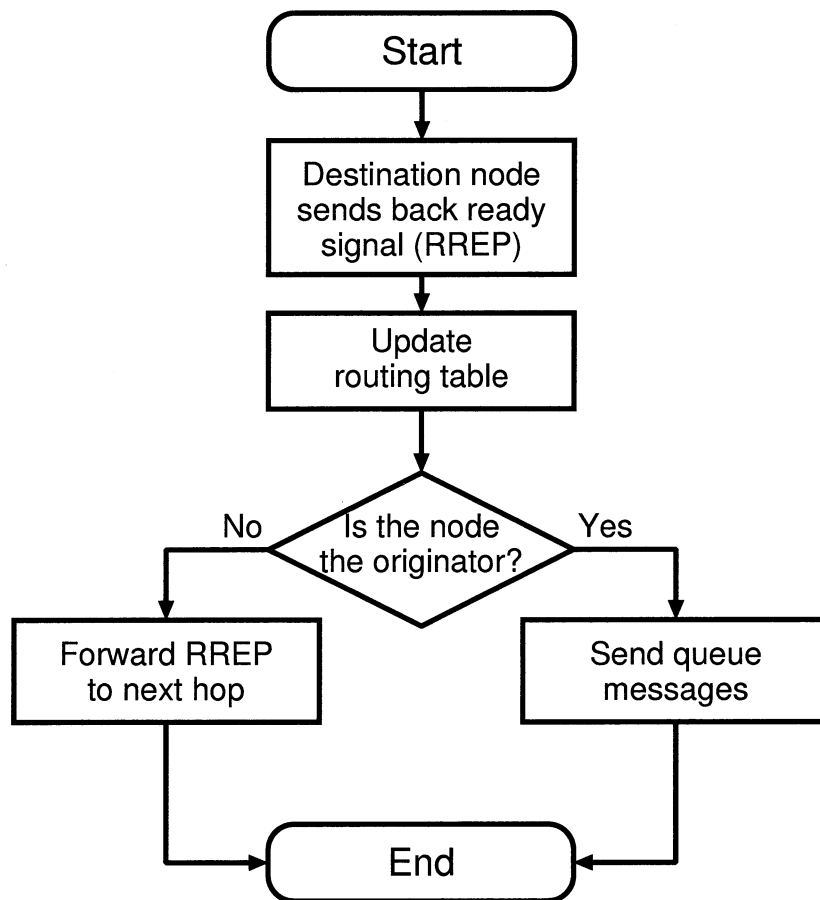 Start
Destination node
sends back ready
signal (RREP)
Update
routing table
Is the node
the originator?
No
Yes
Forward RREP
to next hop
Send queue
messages
End